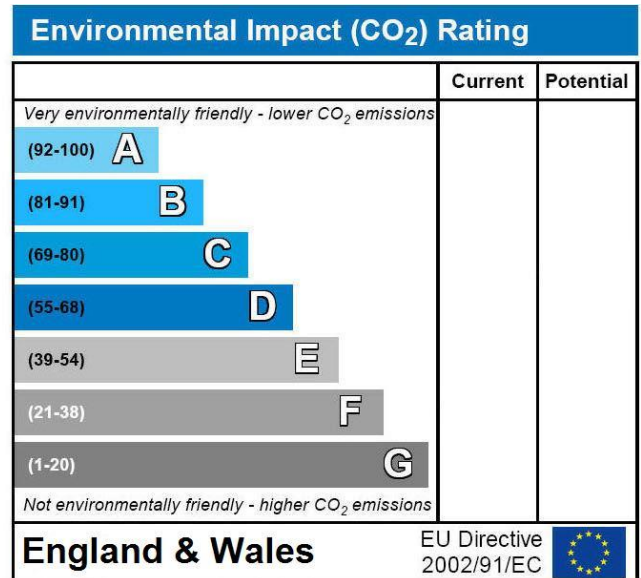 Environmental Impact (CO₂) Rating
Current Potential
Very environmentally friendly - lower CO₂ emissions
(92-100) A
(81-91) B
(69-80) C
(55-68) D
(39-54) E
(21-38) F
(1-20) G
Not environmentally friendly - higher CO₂ emissions
England & Wales
EU Directive
2002/91/EC